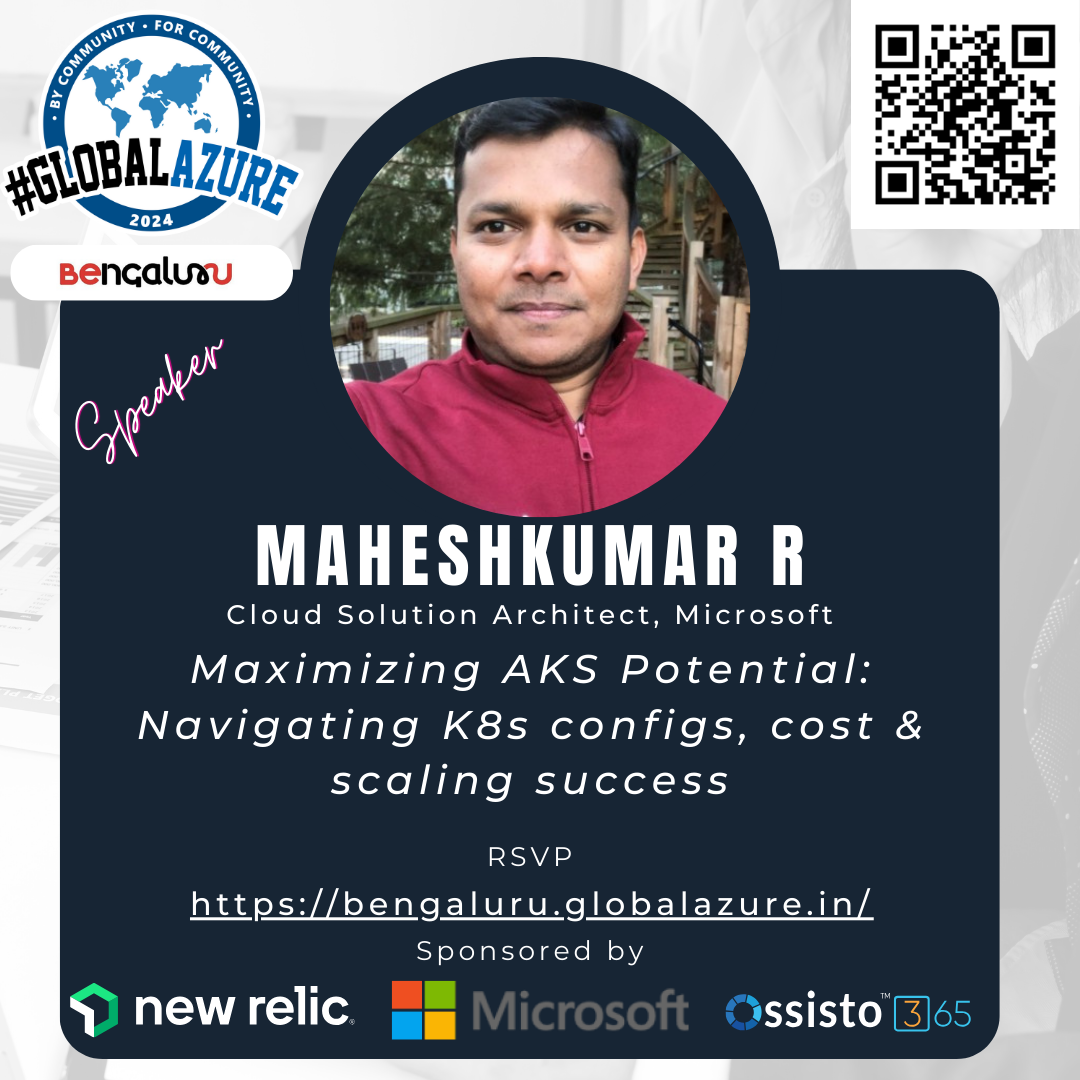 • BY COMMUNITY • FOR COMMUNITY •
#GLOBALAZURE
2024
BengaluRU
Speaker
MAHESHKUMAR R
Cloud Solution Architect, Microsoft
Maximizing AKS Potential:
Navigating K8s configs, cost &
scaling success
RSVP
https://bengaluru.globalazure.in/
Sponsored by
new relic®
Microsoft
Ossisto™ 365